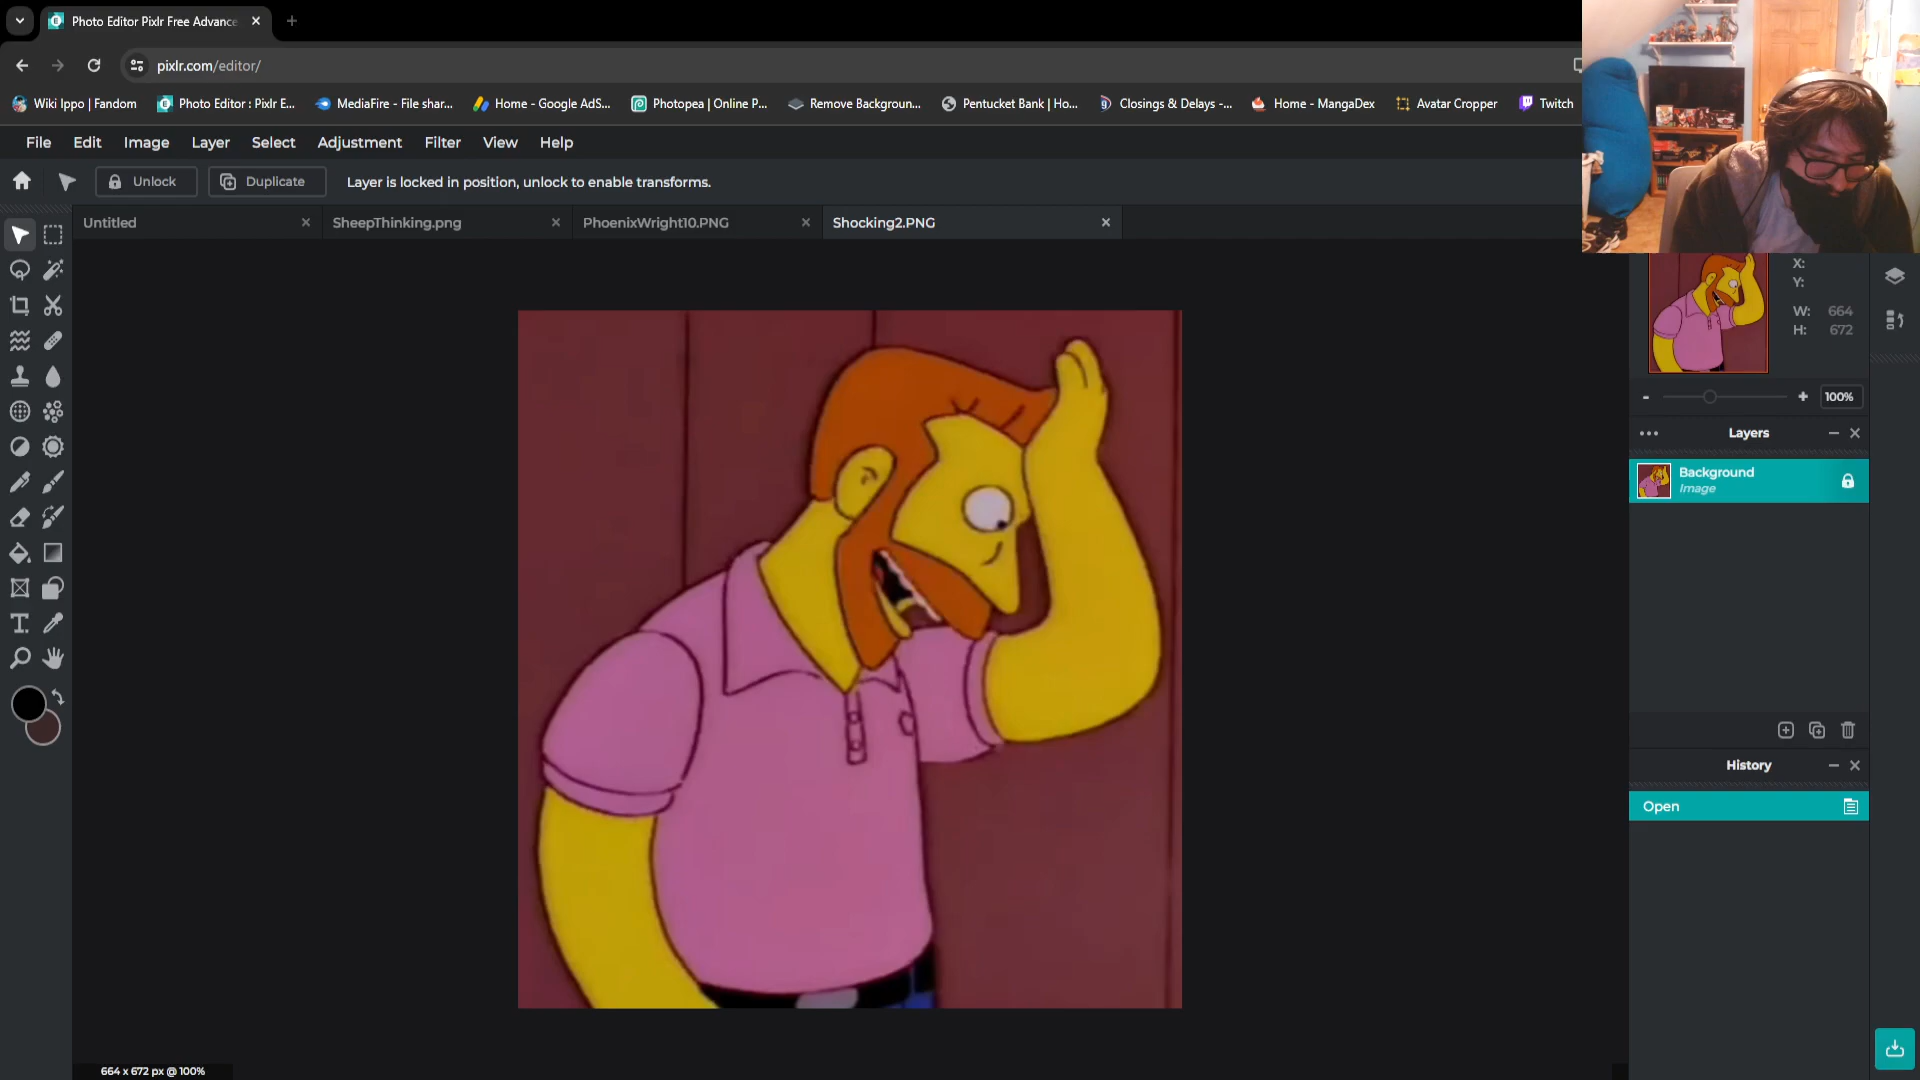 Photo Editor Pixlr Free Advance
pixlr.com/editor/
Wiki Ippo | Fandom
Photo Editor : Pixlr E...
MediaFire - File shar...
Home - Google AdS...
Photopea | Online P...
Remove Backgroun...
Pentucket Bank | Ho...
Closings & Delays -...
Home - MangaDex
Avatar Cropper
Twitch
File Edit Image Layer Select Adjustment Filter View Help
Unlock
Duplicate
Layer is locked in position, unlock to enable transforms.
Untitled
SheepThinking.png
PhoenixWright10.PNG
Shocking2.PNG
X:
Y:
W: 664
H: 672
- + 100%
Layers
Background
Image
History
Open
664 x 672 px @ 100%